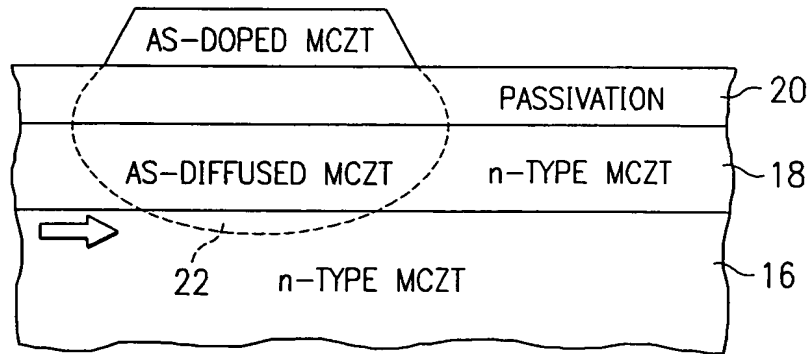 AS-DOPED MCZT
PASSIVATION
20
AS-DIFFUSED MCZT
n-TYPE MCZT
18
22
n-TYPE MCZT
16